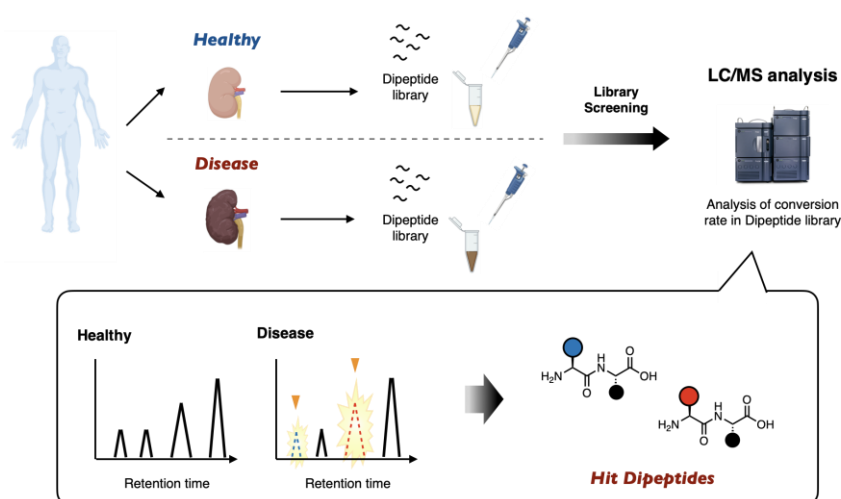 Healthy
Dipeptide
library
Library
Screening
LC/MS analysis
Analysis of conversion
rate in Dipeptide library
Disease
Dipeptide
library
Healthy
Retention time
Disease
Retention time
H₂N
O
H
N
O
OH
H₂N
O
H
N
O
OH
Hit Dipeptides